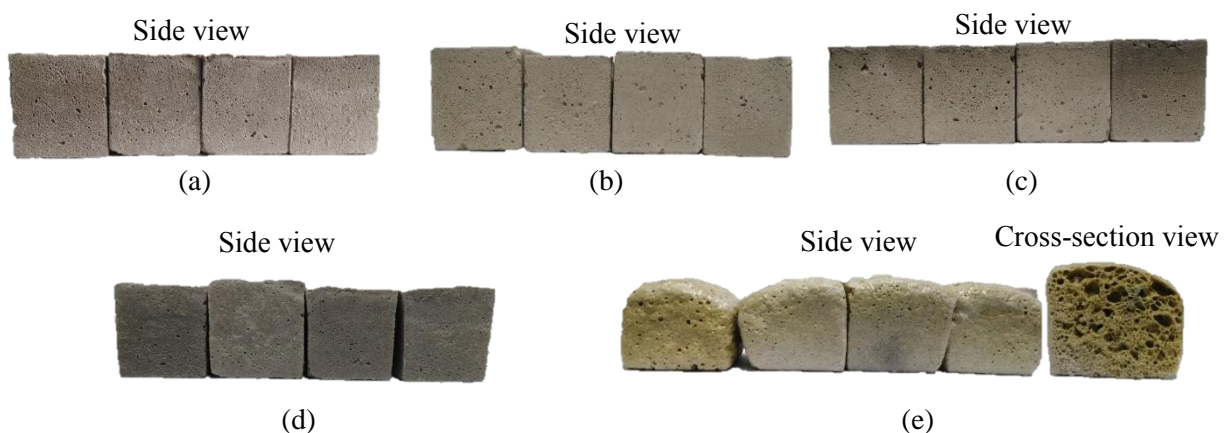 Side view
Side view
Side view
(a)
(b)
(c)
Side view
Side view
Cross-section view
(d)
(e)